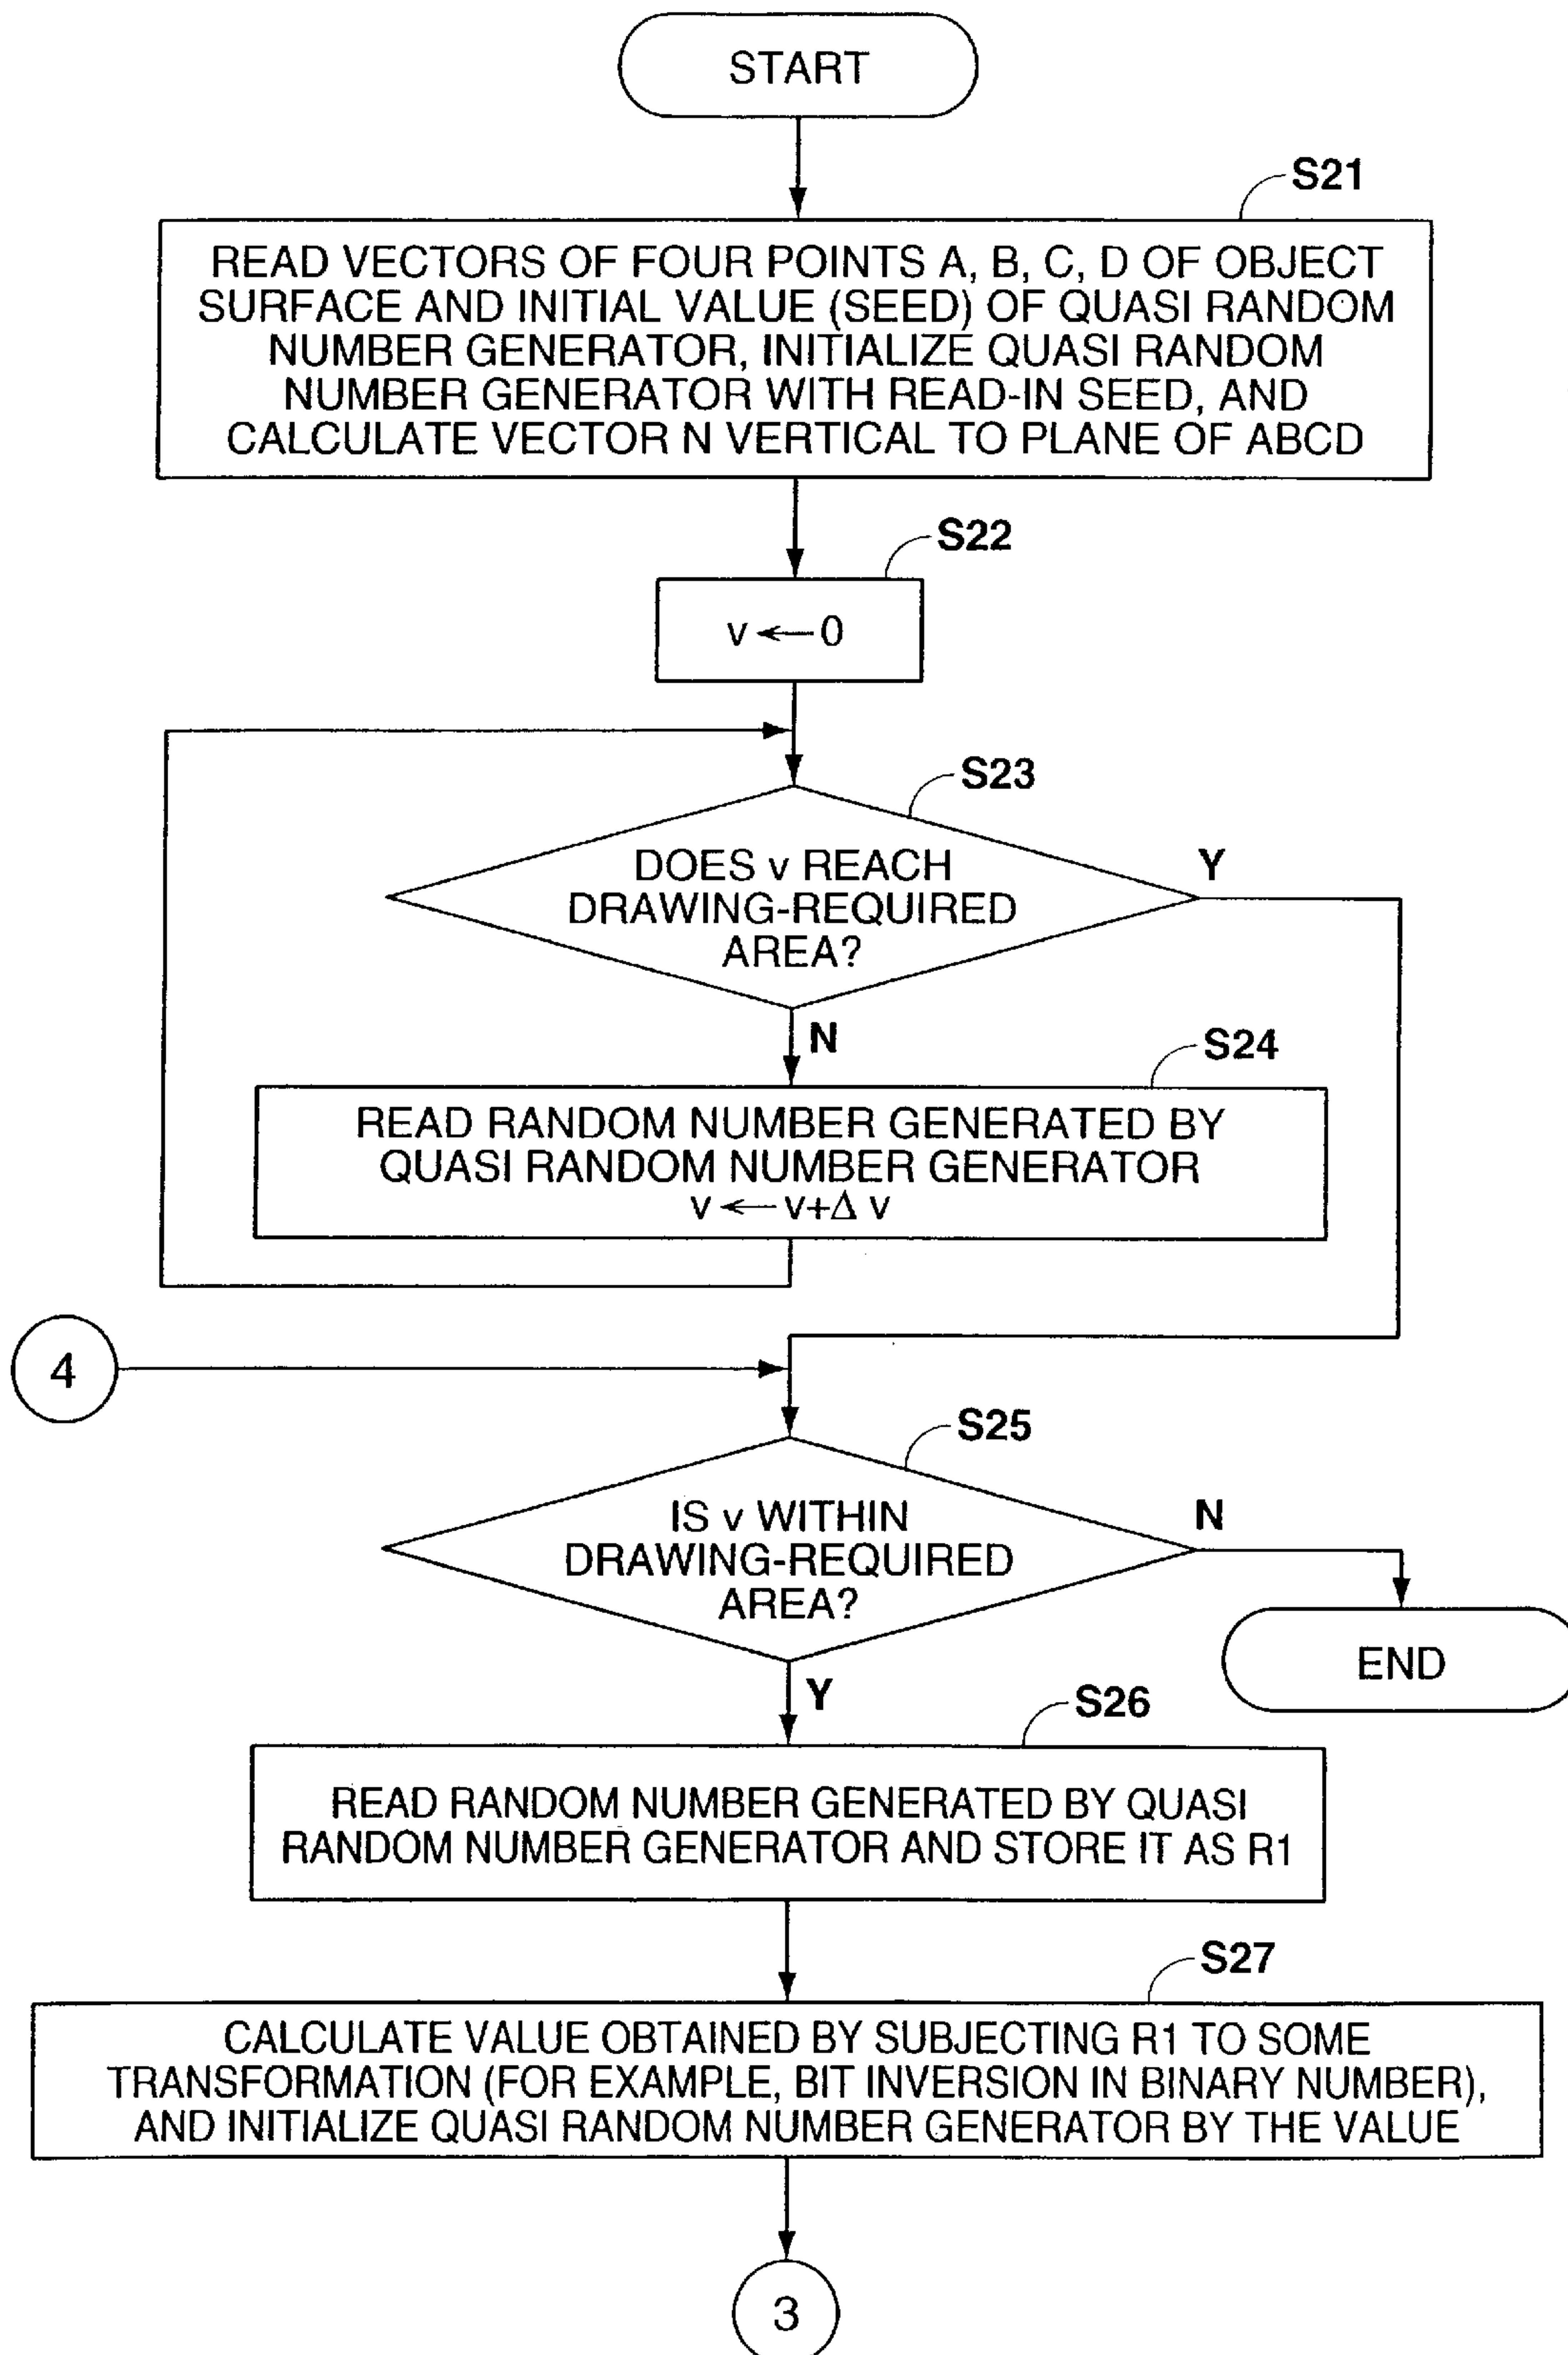 START
S21
READ VECTORS OF FOUR POINTS A, B, C, D OF OBJECT
SURFACE AND INITIAL VALUE (SEED) OF QUASI RANDOM
NUMBER GENERATOR, INITIALIZE QUASI RANDOM
NUMBER GENERATOR WITH READ-IN SEED, AND
CALCULATE VECTOR N VERTICAL TO PLANE OF ABCD
S22
v ← 0
S23
DOES v REACH
DRAWING-REQUIRED
AREA?
Y
N
S24
READ RANDOM NUMBER GENERATED BY
QUASI RANDOM NUMBER GENERATOR
v ← v+Δ v
4
S25
IS v WITHIN
DRAWING-REQUIRED
AREA?
N
END
Y
S26
READ RANDOM NUMBER GENERATED BY QUASI
RANDOM NUMBER GENERATOR AND STORE IT AS R1
S27
CALCULATE VALUE OBTAINED BY SUBJECTING R1 TO SOME
TRANSFORMATION (FOR EXAMPLE, BIT INVERSION IN BINARY NUMBER),
AND INITIALIZE QUASI RANDOM NUMBER GENERATOR BY THE VALUE
3